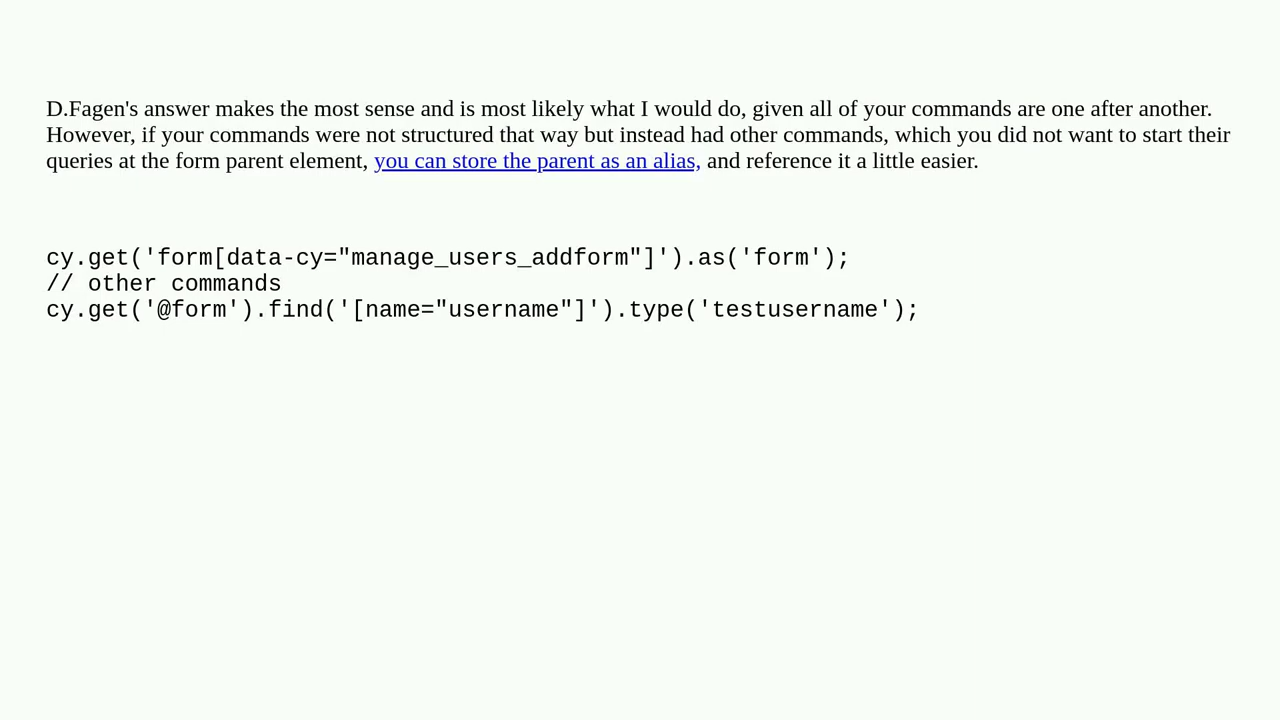 D.Fagen's answer makes the most sense and is most likely what I would do, given all of your commands are one after another.
However, if your commands were not structured that way but instead had other commands, which you did not want to start their
queries at the form parent element, you can store the parent as an alias, and reference it a little easier.
cy.get('form[data-cy="manage_users_addform"]').as('form');
// other commands
cy.get('@form').find('[name="username"]').type('testusername');